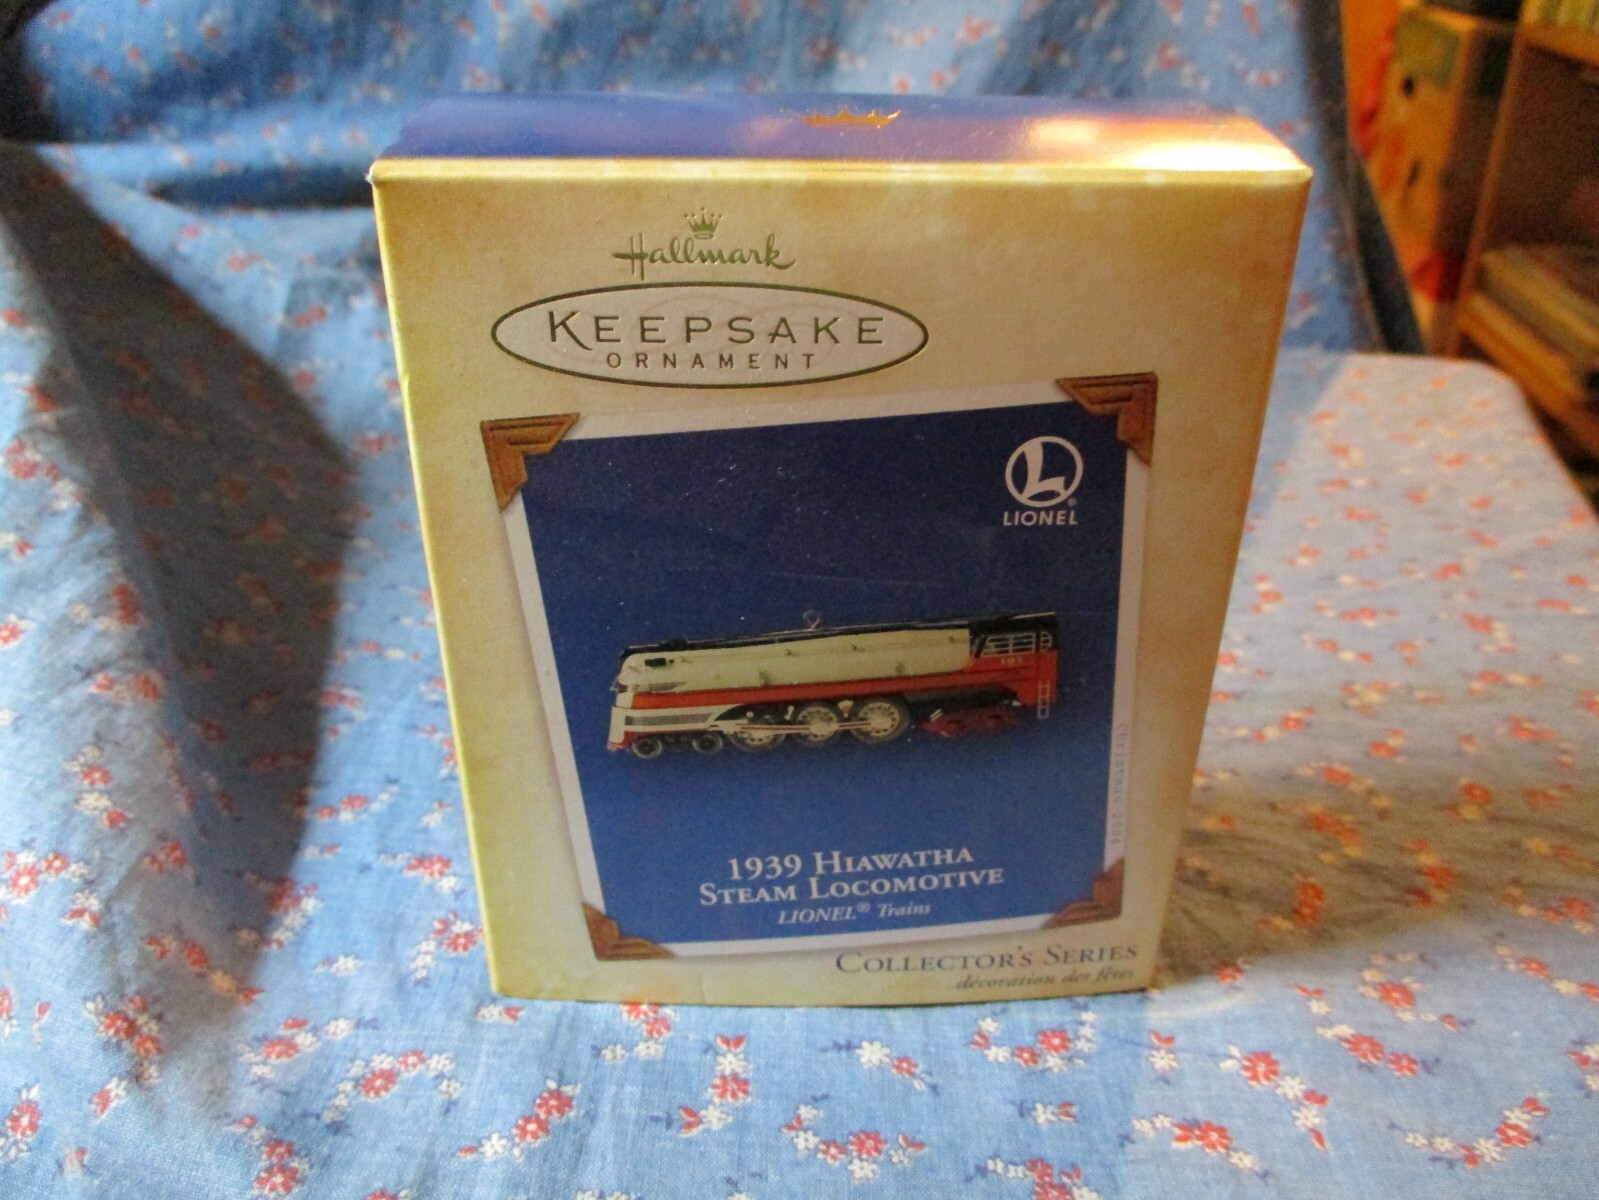 Hallmark
KEEPSAKE
ORNAMENT
L
LIONEL
1939 HIAWATHA
STEAM LOCOMOTIVE
LIONEL® Trains
COLLECTOR'S SERIES
décoration des fêtes